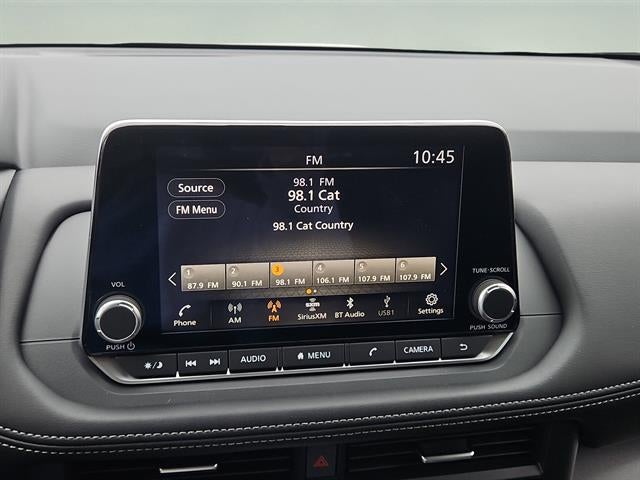 FM
10:45
Source
98.1 FM
98.1 Cat
Country
FM Menu
98.1 Cat Country
1 2 3 4 5 6
87.9 FM 90.1 FM 98.1 FM 106.1 FM 107.9 FM 107.9 FM
Phone AM FM SiriusXM BT Audio USB1 Settings
VOL
PUSH
TUNE·SCROLL
PUSH SOUND
AUDIO MENU CAMERA